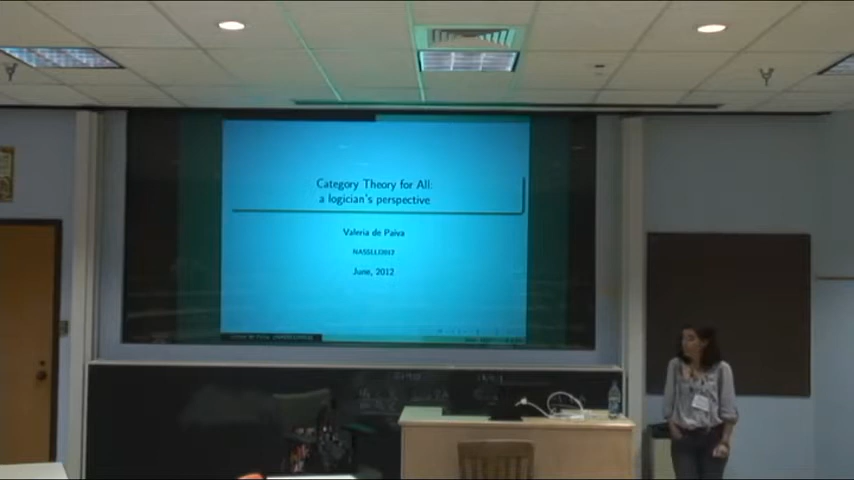 Category Theory for All:
a logician's perspective
Valeria de Paiva
NASSLLI2012
June, 2012